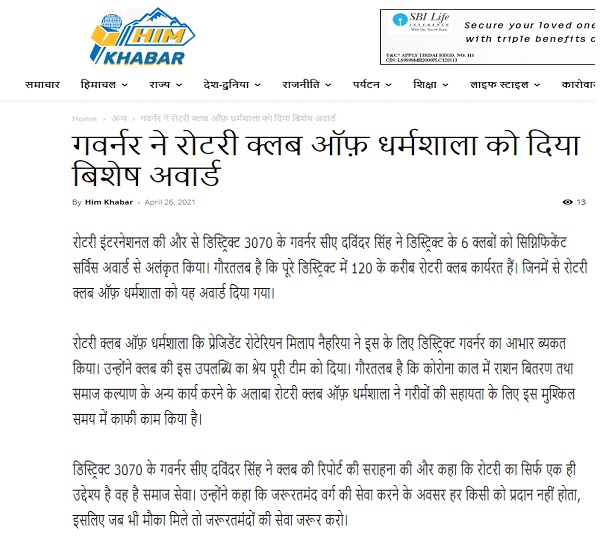 HIM
KHABAR
SBI Life
INSURANCE
With Us, You're Sure
Secure your loved one
with triple benefits
T&C* APPLY | IRDAI REGD. NO. 111
CIN: L99999MH2000PLC129113
समाचार हिमाचल राज्य देश-दुनिया राजनीति पर्यटन शिक्षा लाइफ स्टाइल कारोवा
Home › अन्य › गवर्नर ने रोटरी क्लब ऑफ़ धर्मशाला को दिया बिशेष अवार्ड
गवर्नर ने रोटरी क्लब ऑफ़ धर्मशाला को दिया
बिशेष अवार्ड
By Him Khabar - April 26, 2021 13
रोटरी इंटरनेशनल की और से डिस्ट्रिक्ट 3070 के गवर्नर सीए दविंदर सिंह ने डिस्ट्रिक्ट के 6 क्लबों को सिग्निफिकेंट
सर्विस अवार्ड से अलंकृत किया। गौरतलब है कि पूरे डिस्ट्रिक्ट में 120 के करीब रोटरी क्लब कार्यरत हैं। जिनमें से रोटरी
क्लब ऑफ़ धर्मशाला को यह अवार्ड दिया गया।
रोटरी क्लब ऑफ़ धर्मशाला कि प्रेजिडेंट रोटेरियन मिलाप नैहरिया ने इस के लिए डिस्ट्रिक्ट गवर्नर का आभार ब्यकत
किया। उन्होंने क्लब की इस उपलब्धि का श्रेय पूरी टीम को दिया। गौरतलब है कि कोरोना काल में राशन बितरण तथा
समाज कल्याण के अन्य कार्य करने के अलाबा रोटरी क्लब ऑफ़ धर्मशाला ने गरीवों की सहायता के लिए इस मुश्किल
समय में काफी काम किया है।
डिस्ट्रिक्ट 3070 के गवर्नर सीए दविंदर सिंह ने क्लब की रिपोर्ट की सराहना की और कहा कि रोटरी का सिर्फ एक ही
उद्देश्य है वह है समाज सेवा। उन्होंने कहा कि जरूरतमंद वर्ग की सेवा करने के अवसर हर किसी को प्रदान नहीं होता,
इसलिए जब भी मौका मिले तो जरूरतमंदों की सेवा जरूर करो।